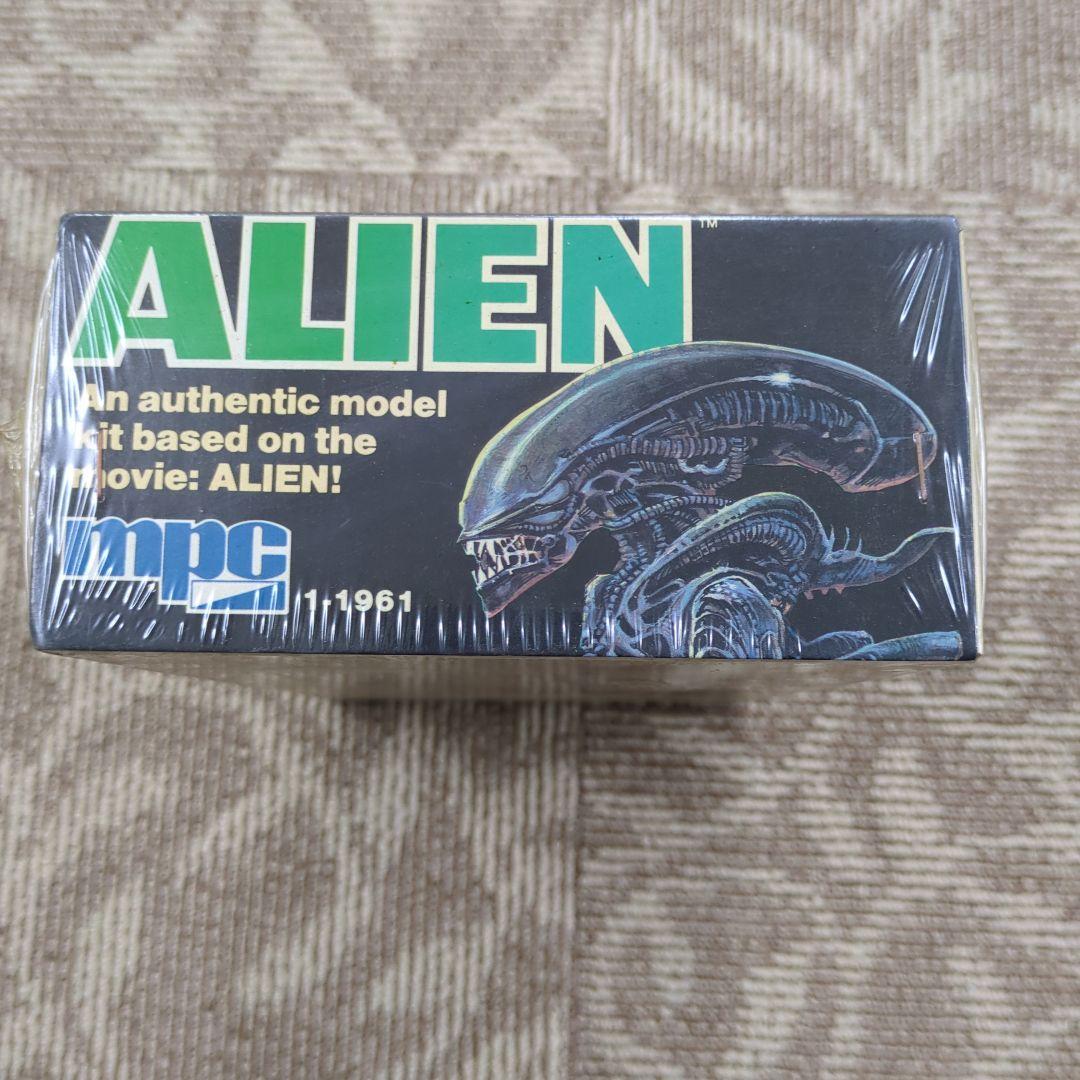 ALIEN™
An authentic model
kit based on the
movie: ALIEN!
mpc
1-1961